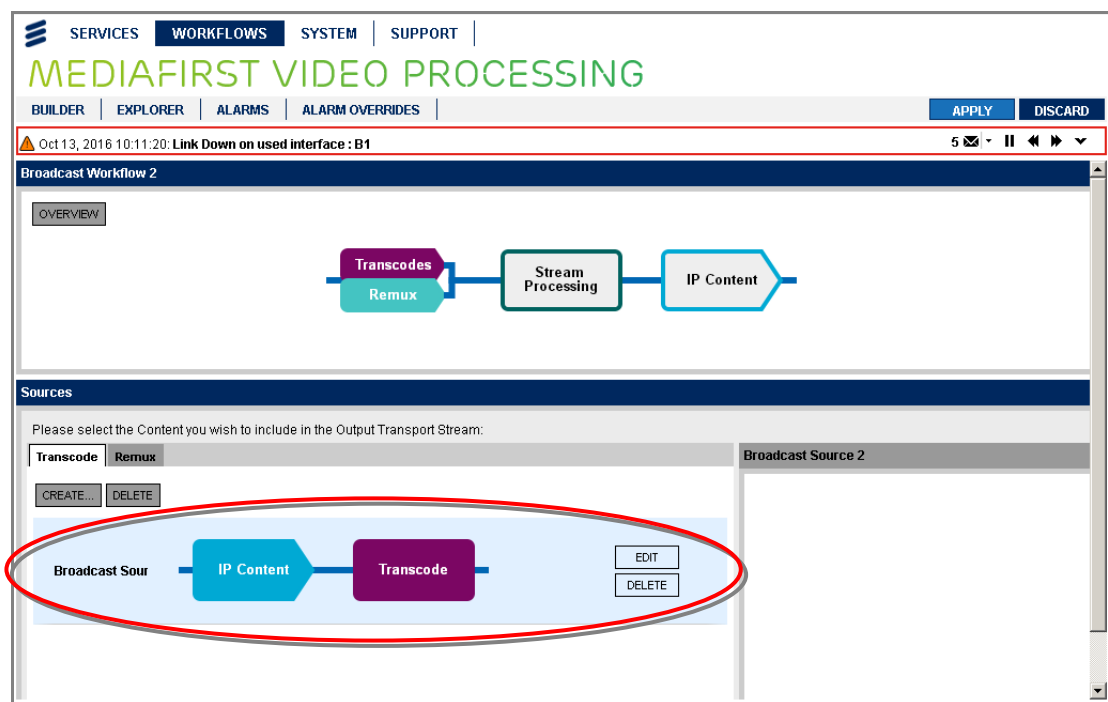 SERVICES WORKFLOWS SYSTEM SUPPORT
MEDIAFIRST VIDEO PROCESSING
BUILDER EXPLORER ALARMS ALARM OVERRIDES APPLY DISCARD
Oct 13, 2016 10:11:20: Link Down on used interface : B1 5
Broadcast Workflow 2
OVERVIEW
Transcodes
Remux
Stream
Processing
IP Content
Sources
Please select the Content you wish to include in the Output Transport Stream:
Transcode Remux
Broadcast Source 2
CREATE... DELETE
Broadcast Sour
IP Content
Transcode
EDIT
DELETE